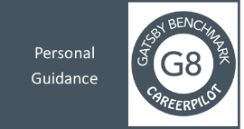 Personal
Guidance
GATSBY BENCHMARK
G8
CAREERPILOT